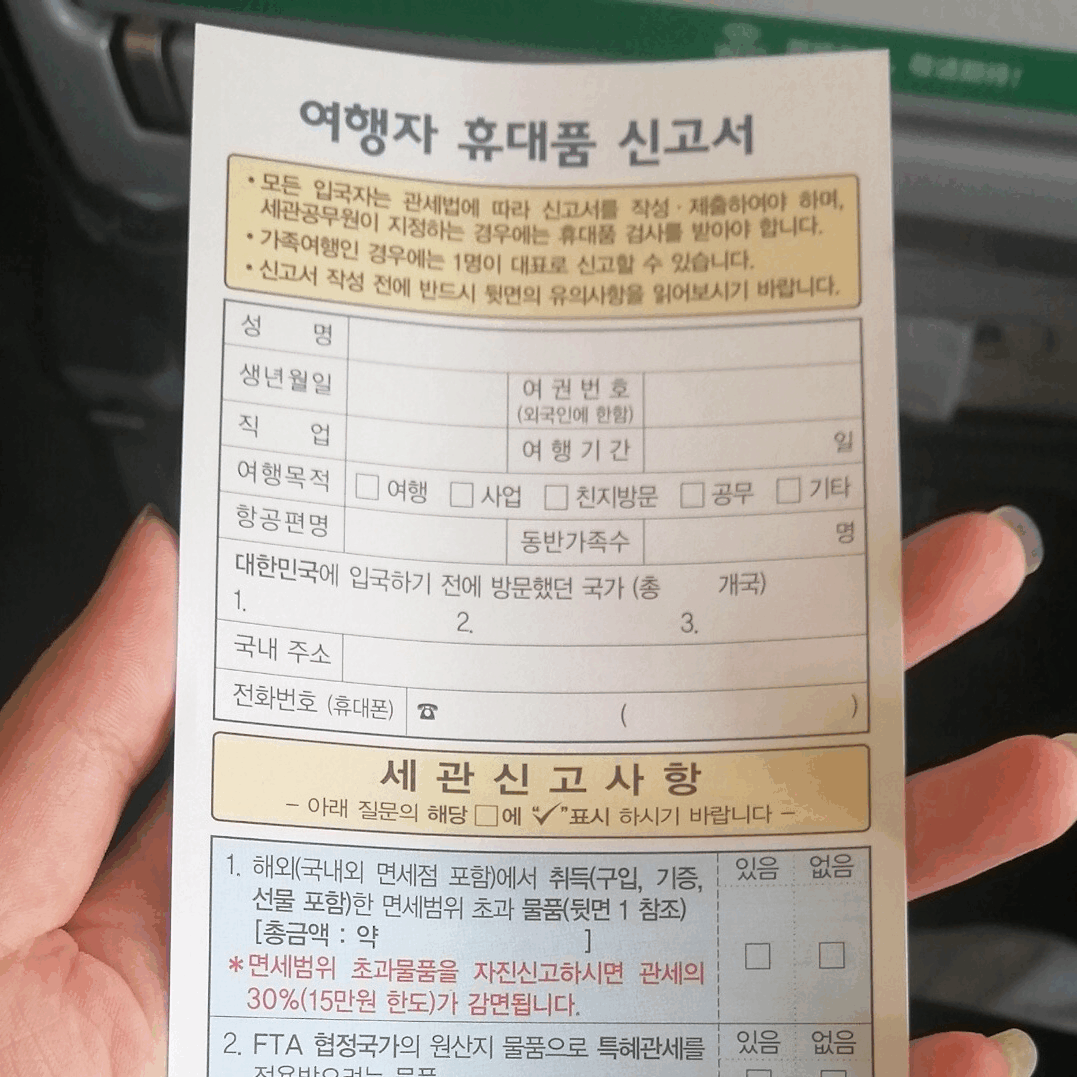 여행자 휴대품 신고서
• 모든 입국자는 관세법에 따라 신고서를 작성 · 제출하여야 하며,
세관공무원이 지정하는 경우에는 휴대품 검사를 받아야 합니다.
• 가족여행인 경우에는 1명이 대표로 신고할 수 있습니다.
• 신고서 작성 전에 반드시 뒷면의 유의사항을 읽어보시기 바랍니다.
성 명
생년월일 여 권 번 호
(외국인에 한함)
직 업 여 행 기 간 일
여행목적 □ 여행 □ 사업 □ 친지방문 □ 공무 □ 기타
항공편명 동반가족수 명
대한민국에 입국하기 전에 방문했던 국가 (총 개국)
1. 2. 3.
국내 주소
전화번호 (휴대폰) ☎ ( )
세 관 신 고 사 항
– 아래 질문의 해당 □에 “✓”표시 하시기 바랍니다 –
1. 해외(국내외 면세점 포함)에서 취득(구입, 기증, 있음 없음
선물 포함)한 면세범위 초과 물품(뒷면 1 참조)
[총금액 : 약 ] □ □
*면세범위 초과물품을 자진신고하시면 관세의
30%(15만원 한도)가 감면됩니다.
2. FTA 협정국가의 원산지 물품으로 특혜관세를 있음 없음